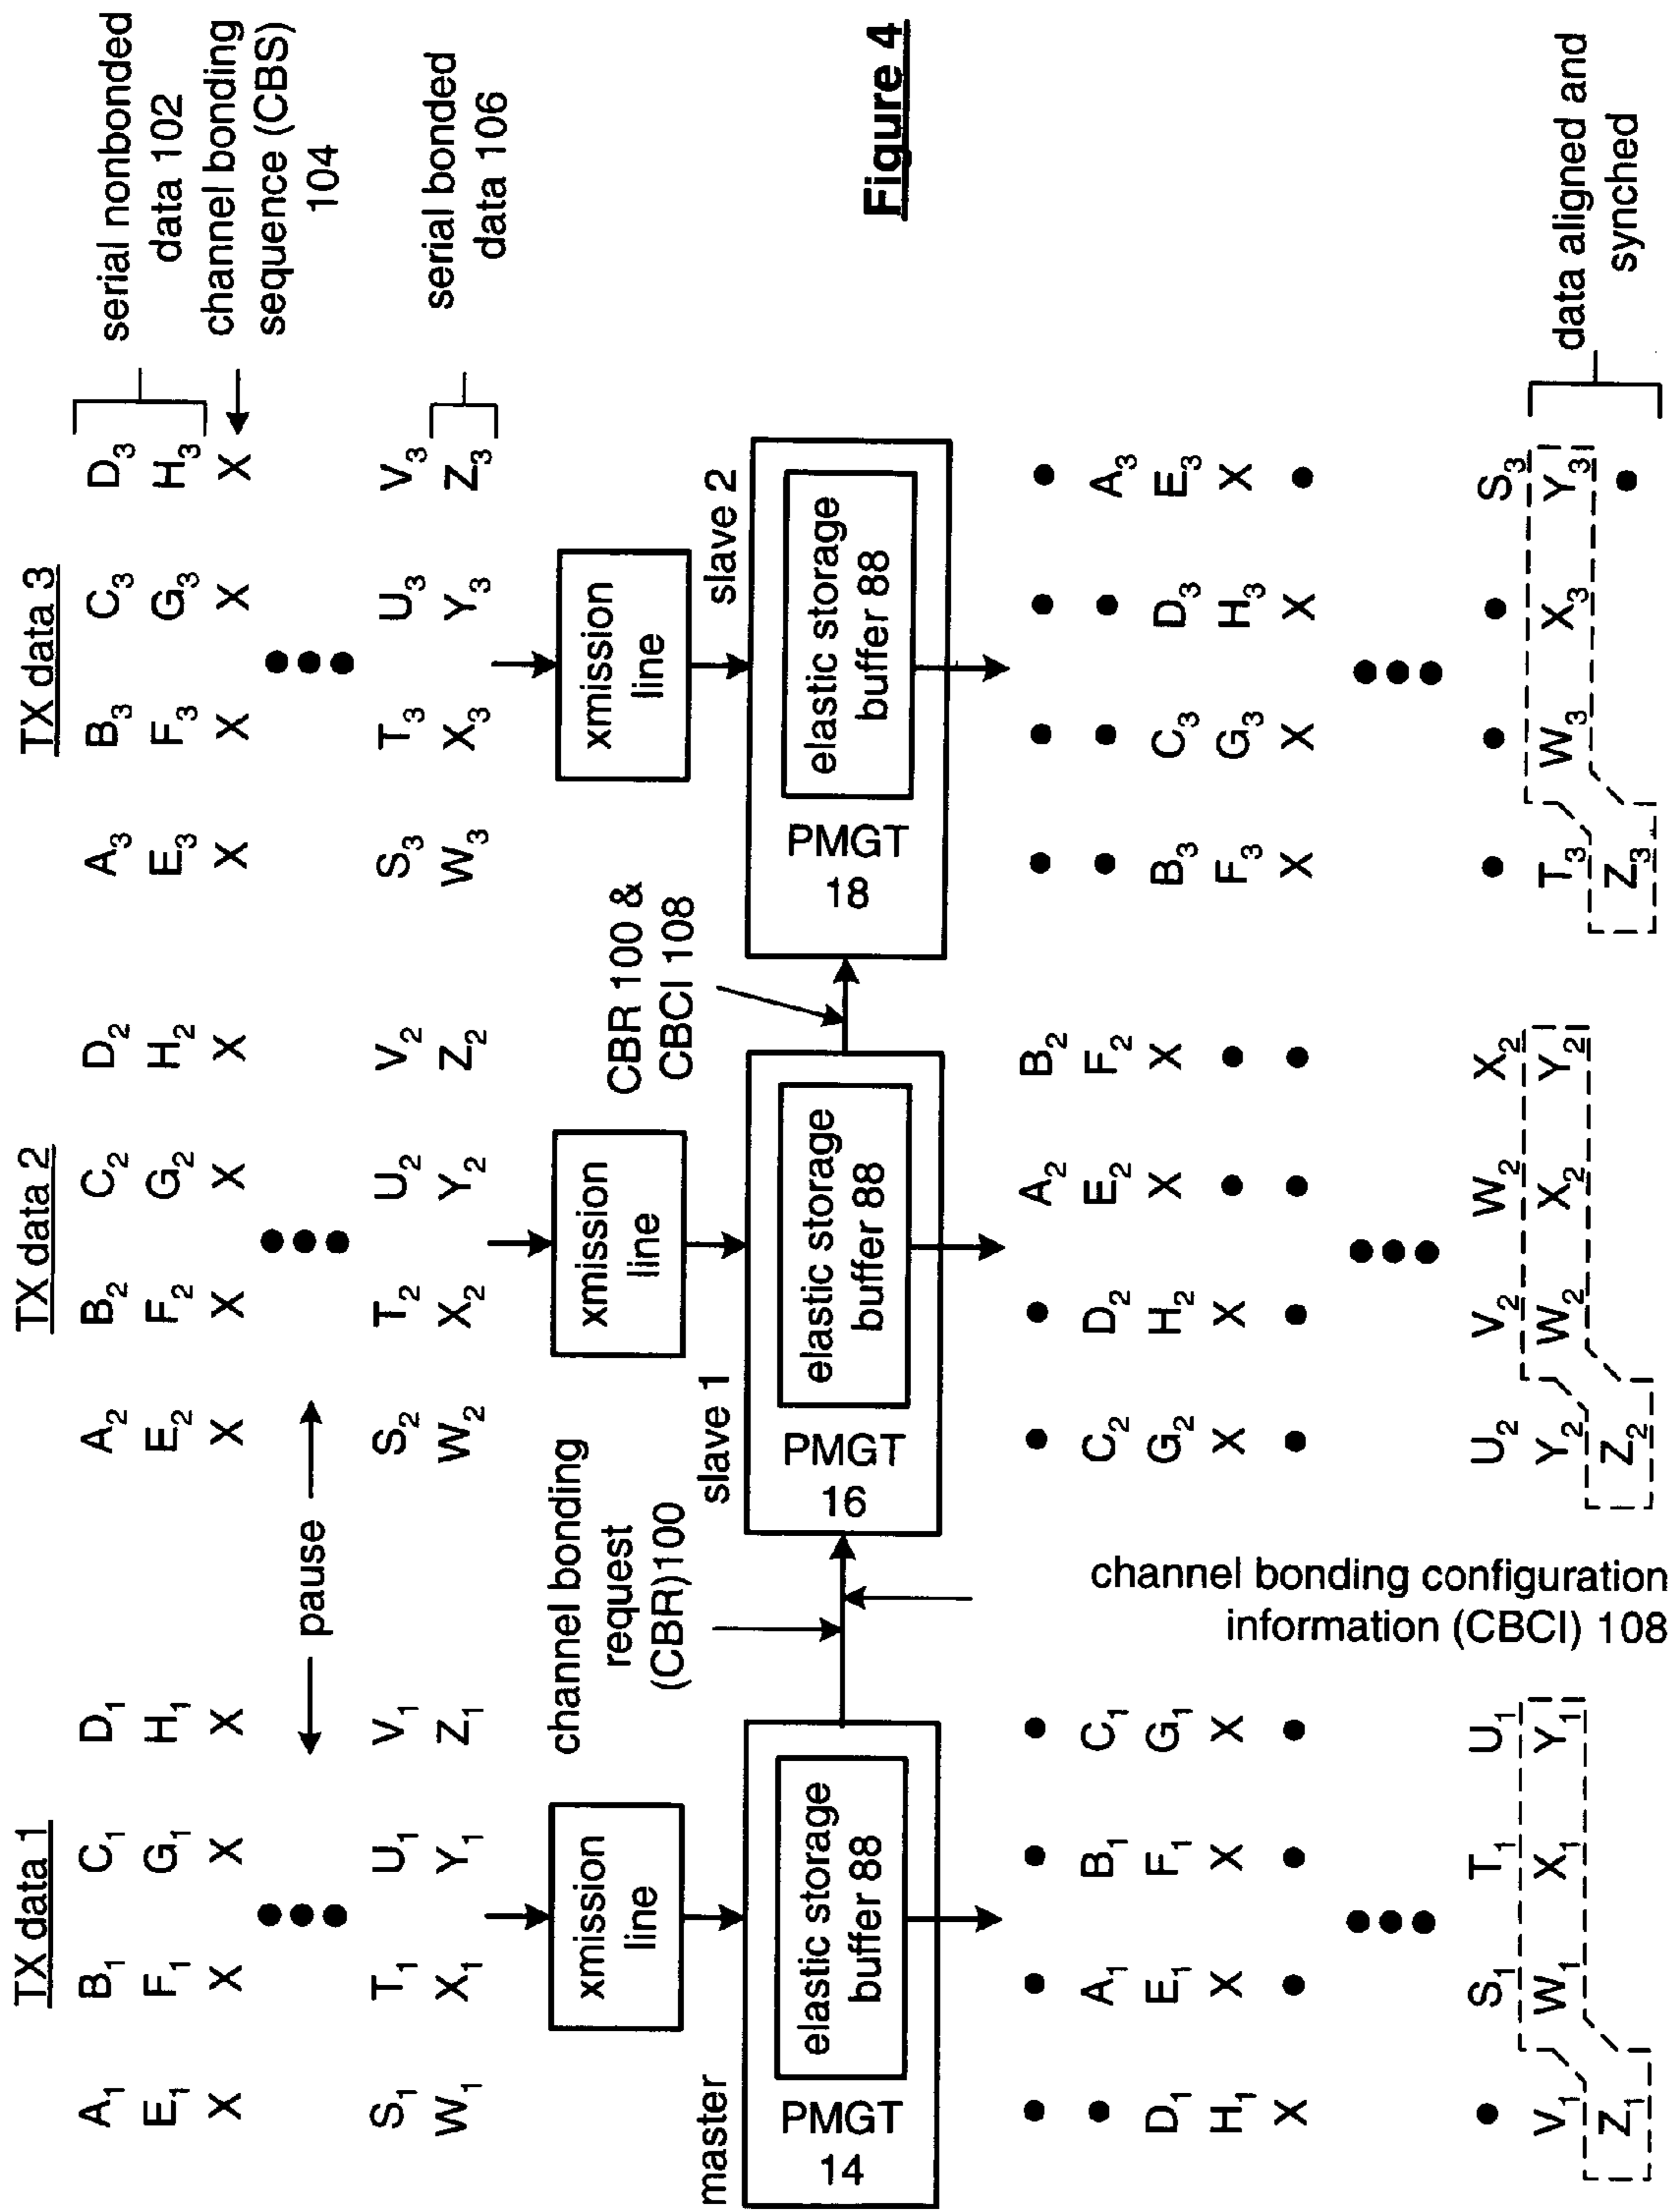 TX data 1 TX data 2 TX data 3
A₁ B₁ C₁ D₁ A₂ B₂ C₂ D₂ A₃ B₃ C₃ D₃
E₁ F₁ G₁ H₁ E₂ F₂ G₂ H₂ E₃ F₃ G₃ H₃
X X X X X X X X X X X X
serial nonbonded
data 102
channel bonding
sequence (CBS)
104
pause
S₁ T₁ U₁ V₁ S₂ T₂ U₂ V₂ S₃ T₃ U₃ V₃
W₁ X₁ Y₁ Z₁ W₂ X₂ Y₂ Z₂ W₃ X₃ Y₃ Z₃
serial bonded
data 106
xmission
line
channel bonding
request
(CBR)100
xmission
line
CBR 100 &
CBCI 108
xmission
line
master
PMGT
14
elastic storage
buffer 88
slave 1
PMGT
16
elastic storage
buffer 88
slave 2
PMGT
18
elastic storage
buffer 88
Figure 4
• • • • • • A₂ B₂ • • • •
• A₁ B₁ C₁ C₂ D₂ E₂ F₂ • • • A₃
D₁ E₁ F₁ G₁ G₂ H₂ X X B₃ C₃ D₃ E₃
H₁ X X X X X • • F₃ G₃ H₃ X
X • • • • • • • X X X •
channel bonding configuration
information (CBCI) 108
• S₁ T₁ U₁ U₂ V₂ W₂ X₂ • • • S₃
V₁ W₁ X₁ Y₁ Y₂ W₂ X₂ Y₂ T₃ W₃ X₃ Y₃
Z₁ Z₂ Z₃ •
data aligned and
synched